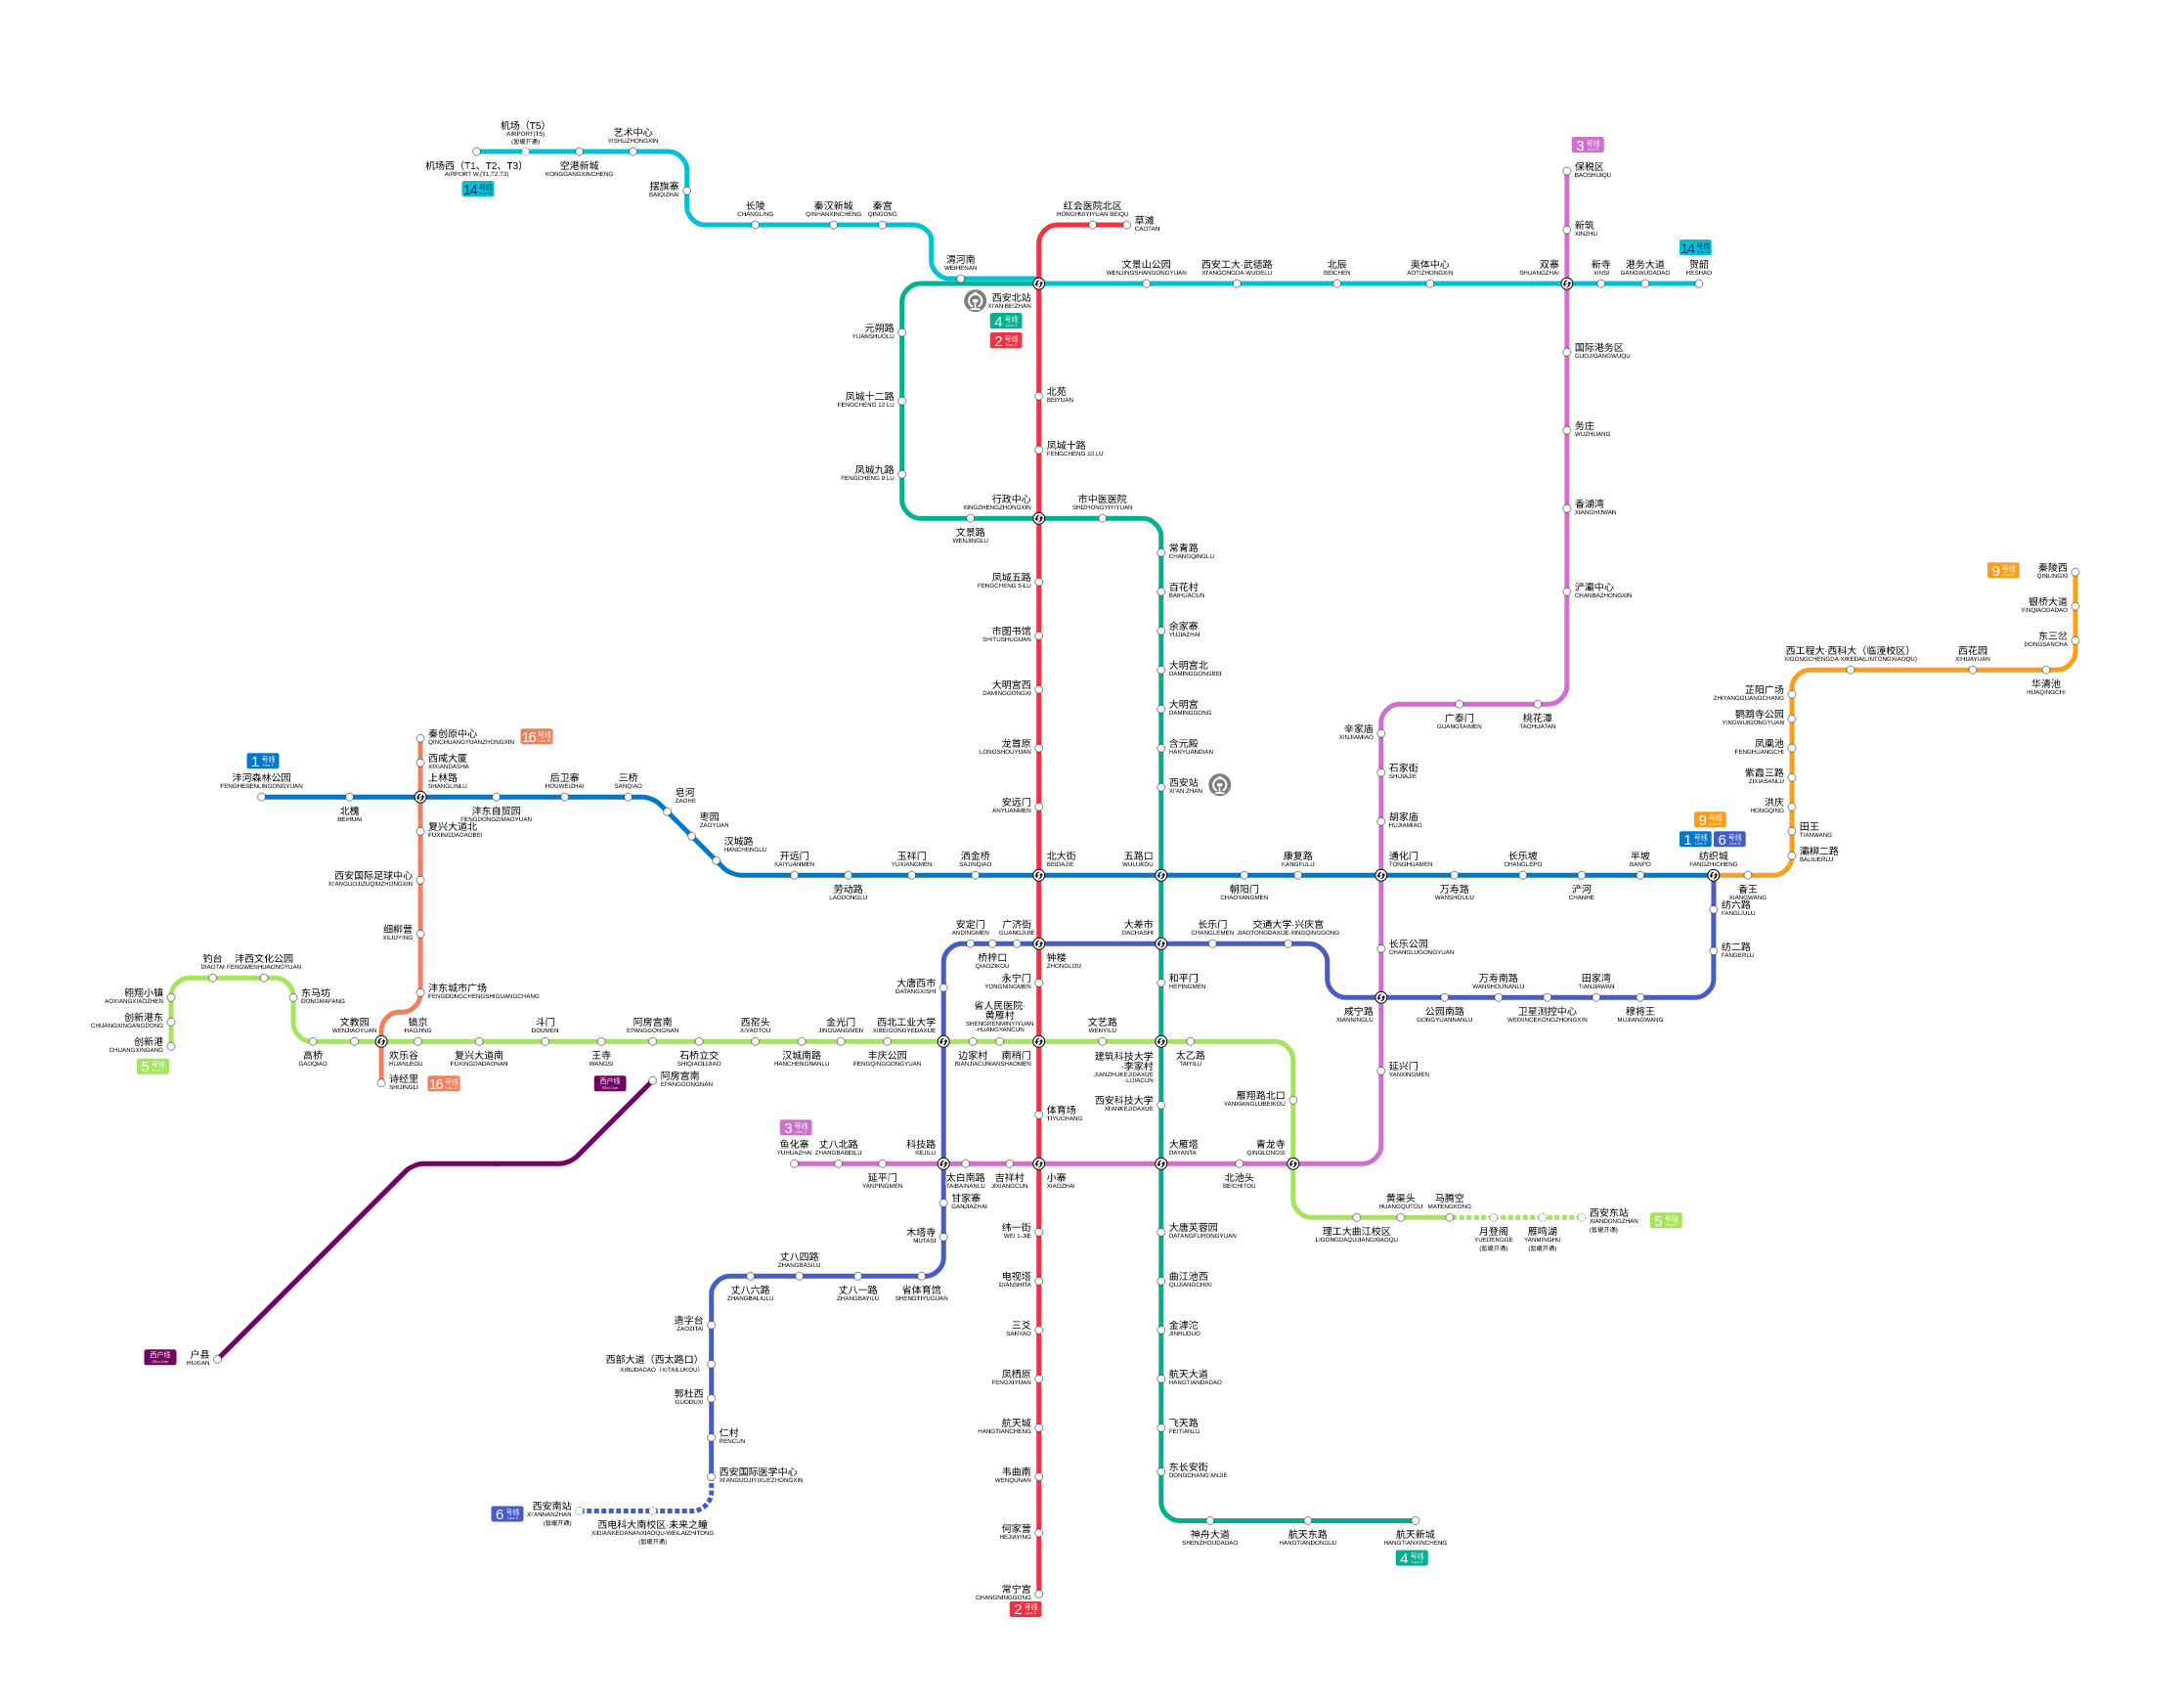 机场（T5）
AIRPORT(T5)
(暂缓开通)
艺术中心
YISHUZHONGXIN
机场西（T1、T2、T3）
AIRPORT W.(T1,T2,T3)
14 号线
空港新城
KONGGANGXINCHENG
摆旗寨
BAIQIZHAI
长陵
CHANGLING
秦汉新城
QINHANXINCHENG
秦宫
QINGONG
渭河南
WEIHENAN
红会医院北区
HONGHUIYIYUAN BEIQU
草滩
CAOTAN
西安北站
XI'AN BEIZHAN
4 号线
Line 4
2 号线
Line 2
文景山公园
WENJINGSHANGONGYUAN
西安工大·武德路
XI'ANGONGDA·WUDELU
北辰
BEICHEN
奥体中心
AOTIZHONGXIN
双寨
SHUANGZHAI
新寺
XINSI
港务大道
GANGWUDADAO
贺韶
HESHAO
14 号线
3 号线
Line 3
保税区
BAOSHUIQU
新筑
XINZHU
国际港务区
GUOJIGANGWUQU
务庄
WUZHUANG
香湖湾
XIANGHUWAN
浐灞中心
CHANBAZHONGXIN
广泰门
GUANGTAIMEN
桃花潭
TAOHUATAN
辛家庙
XINJIAMIAO
石家街
SHIJIAJIE
胡家庙
HUJIAMIAO
通化门
TONGHUAMEN
长乐公园
CHANGLUGONGYUAN
咸宁路
XIANNINGLU
延兴门
YANXINGMEN
元朔路
YUANSHUOLU
凤城十二路
FENGCHENG 12 LU
凤城九路
FENGCHENG 9 LU
文景路
WENJINGLU
行政中心
XINGZHENGZHONGXIN
市中医医院
SHIZHONGYIYIYUAN
北苑
BEIYUAN
凤城十路
FENGCHENG 10 LU
凤城五路
FENGCHENG 5-LU
市图书馆
SHITUSHUGUAN
大明宫西
DAMINGGONGXI
龙首原
LONGSHOUYUAN
安远门
ANYUANMEN
北大街
BEIDAJIE
常青路
CHANGQINGLU
百花村
BAIHUACUN
余家寨
YUJIAZHAI
大明宫北
DAMINGGONGBEI
大明宫
DAMINGGONG
含元殿
HANYUANDIAN
西安站
XI'AN ZHAN
五路口
WULUKOU
9 号线
Line 9
秦陵西
QINLINGXI
银桥大道
YINQIAODADAO
东三岔
DONGSANCHA
华清池
HUAQINGCHI
西花园
XIHUAYUAN
西工程大·西科大（临潼校区）
XIGONGCHENGDA·XIKEDA(LINTONGXIAOQU)
芷阳广场
ZHIYANGGUANGCHANG
鹦鹉寺公园
YINGWUIGONGYUAN
凤凰池
FENGHUANGCHI
紫霞三路
ZIXIASANLU
洪庆
HONGQING
田王
TIANWANG
灞柳二路
BALIUERLU
香王
XIANGWANG
9 号线
Line 9
1 号线
Line 1
6 号线
Line 6
纺织城
FANGZHICHENG
纺六路
FANGLIULU
纺二路
FANGERLU
秦创原中心
QINCHUANGYUANZHONGXIN
16 号线
西咸大厦
XIXIANDASHA
上林路
SHANGLINLU
复兴大道北
FUXINGDADAOBEI
西安国际足球中心
XI'ANGUOJIZUQIUZHONGXIN
细柳营
XILIUYING
沣东城市广场
FENGDONGCHENGSHIGUANGCHANG
1 号线
Line 1
沣河森林公园
FENGHESENLINGONGYUAN
北槐
BEIHUAI
沣东自贸园
FENGDONGZIMAOYUAN
后卫寨
HOUWEIZHAI
三桥
SANQIAO
皂河
ZAOHE
枣园
ZAOYUAN
汉城路
HANCHENGLU
开远门
KAIYUANMEN
劳动路
LAODONGLU
玉祥门
YUXIANGMEN
洒金桥
SAJINQIAO
朝阳门
CHAOYANGMEN
康复路
KANGFULU
万寿路
WANSHOULU
长乐坡
CHANGLEPO
浐河
CHANHE
半坡
BANPO
安定门
ANDINGMEN
桥梓口
QIAOZIKOU
广济街
GUANGJIJIE
钟楼
ZHONGLOU
大差市
DACHASHI
长乐门
CHANGLEMEN
交通大学·兴庆宫
JIAOTONGDAXUE·XINGQINGGONG
公园南路
GONGYUANNANLU
万寿南路
WANSHOUNANLU
卫星测控中心
WEIXINCEKONGZHONGXIN
田家湾
TIANJIAWAN
穆将王
MUJIANGWANG
钓台
DIAOTAI
沣西文化公园
FENGWENHUAONGYUAN
翱翔小镇
AOXIANGXIAOZHEN
创新港东
CHUANGXINGANGDONG
创新港
CHUANGXINGANG
5 号线
东马坊
DONGMAFANG
高桥
GAOQIAO
文教园
WENJIAOYUAN
欢乐谷
HUANLEGU
镐京
HAOJING
诗经里
SHIJINGLI
16 号线
复兴大道南
FUXINGDADAONAN
斗门
DOUMEN
王寺
WANGSI
阿房宫南
EPANGGONGNAN
石桥立交
SHIQIAOLIJIAO
西窑头
XIYAOTOU
汉城南路
HANCHENGNANLU
金光门
JINGUANGMEN
丰庆公园
FENGQINGGONGYUAN
西北工业大学
XIBEIGONGYEDAXUE
大唐西市
DATANGXISHI
永宁门
YONGNINGMEN
省人民医院·
黄雁村
SHENGRENMINYIYUAN
·HUANGYANCUN
边家村
BIANJIACUN
南稍门
NANSHAOMEN
文艺路
WENYILU
和平门
HEPINGMEN
建筑科技大学
·李家村
JIANZHUKEJIDAXUE
·LIJIACUN
太乙路
TAIYILU
西安科技大学
XI'ANKEJIDAXUE
雁翔路北口
YANXIANGLUBEIKOU
西户线
阿房宫南
EPANGGONGNAN
西户线
户县
HUXIAN
3 号线
Line 3
鱼化寨
YUHUAZHAI
丈八北路
ZHANGBABEILU
延平门
YANPINGMEN
科技路
KEJILU
太白南路
TAIBAINANLU
吉祥村
JIXIANGCUN
小寨
XIAOZHAI
体育场
TIYUCHANG
大雁塔
DAYANTA
北池头
BEICHITOU
青龙寺
QINGLONGSI
理工大曲江校区
LIGONGDAQUJIANGXIAOQU
黄渠头
HUANGQUTOU
马腾空
MATENGKONG
月登阁
YUEDENGGE
(暂缓开通)
雁鸣湖
YANMINGHU
(暂缓开通)
西安东站
XIANDONGZHAN
(暂缓开通)
5 号线
甘家寨
GANJIAZHAI
木塔寺
MUTASI
省体育馆
SHENGTIYUGUAN
丈八一路
ZHANGBAYILU
丈八四路
ZHANGBASILU
丈八六路
ZHANGBALIULU
造字台
ZAOZITAI
西部大道（西太路口）
XIBUDADAO（XITAILUKOU）
郭杜西
GUODUXI
仁村
RENCUN
西安国际医学中心
XI'ANGUOJIYIXUEZHONGXIN
西电科大南校区·未来之瞳
XIDIANKEDANANXIAOQU·WEILAIZHITONG
(暂缓开通)
6 号线
西安南站
XI'ANNANZHAN
(暂缓开通)
纬一街
WEI 1-JIE
电视塔
DIANSHITA
三爻
SANYAO
凤栖原
FENGXIYUAN
航天城
HANGTIANCHENG
韦曲南
WENQUNAN
何家营
HEJIAYING
常宁宫
CHANGNINGGONG
2 号线
Line 2
大唐芙蓉园
DATANGFURONGYUAN
曲江池西
QUJIANGCHIXI
金滹沱
JINHUDUO
航天大道
HANGTIANDADAO
飞天路
FEITIANLU
东长安街
DONGCHANG'ANJIE
神舟大道
SHENZHOUDADAO
航天东路
HANGTIANDONGLU
航天新城
HANGTIANXINCHENG
4 号线
Line 4